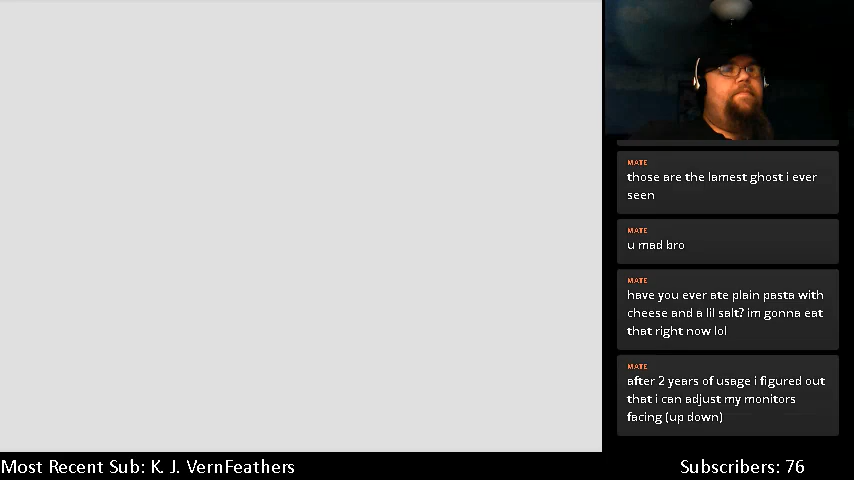 MATE
those are the lamest ghost i ever
seen
MATE
u mad bro
MATE
have you ever ate plain pasta with
cheese and a lil salt? im gonna eat
that right now lol
MATE
after 2 years of usage i figured out
that i can adjust my monitors
facing (up down)
Most Recent Sub: K. J. VernFeathers
Subscribers: 76